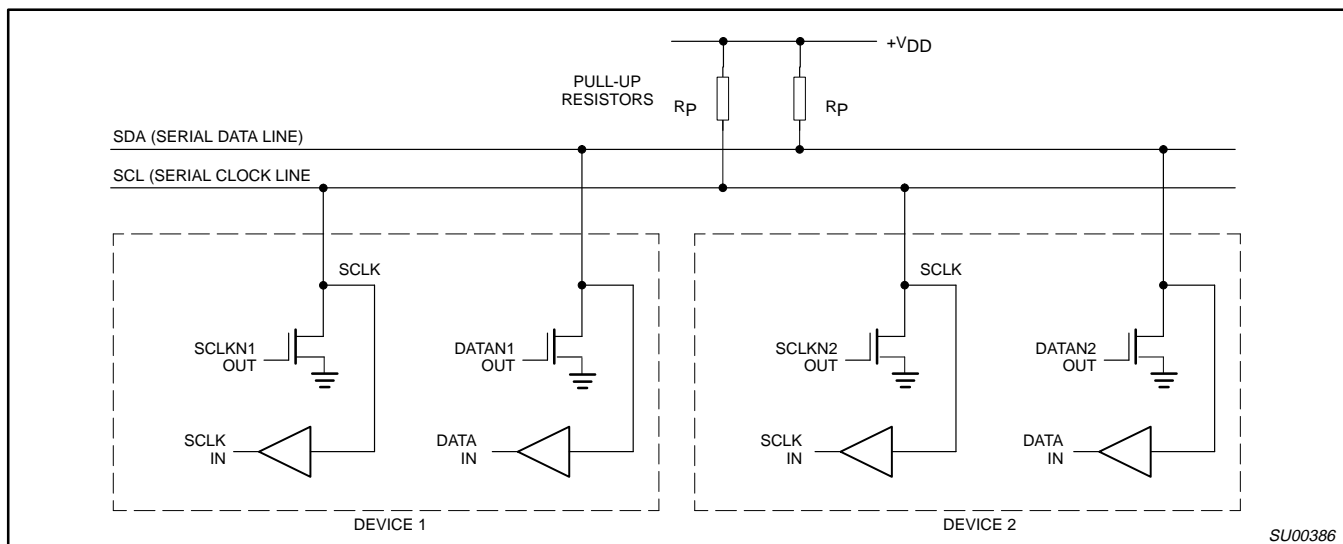 +VDD
PULL-UP
RESISTORS
RP
RP
SDA (SERIAL DATA LINE)
SCL (SERIAL CLOCK LINE
SCLK
SCLK
SCLKN1
OUT
DATAN1
OUT
SCLKN2
OUT
DATAN2
OUT
SCLK
IN
DATA
IN
SCLK
IN
DATA
IN
DEVICE 1
DEVICE 2
SU00386